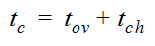 t_c = t_ov + t_ch